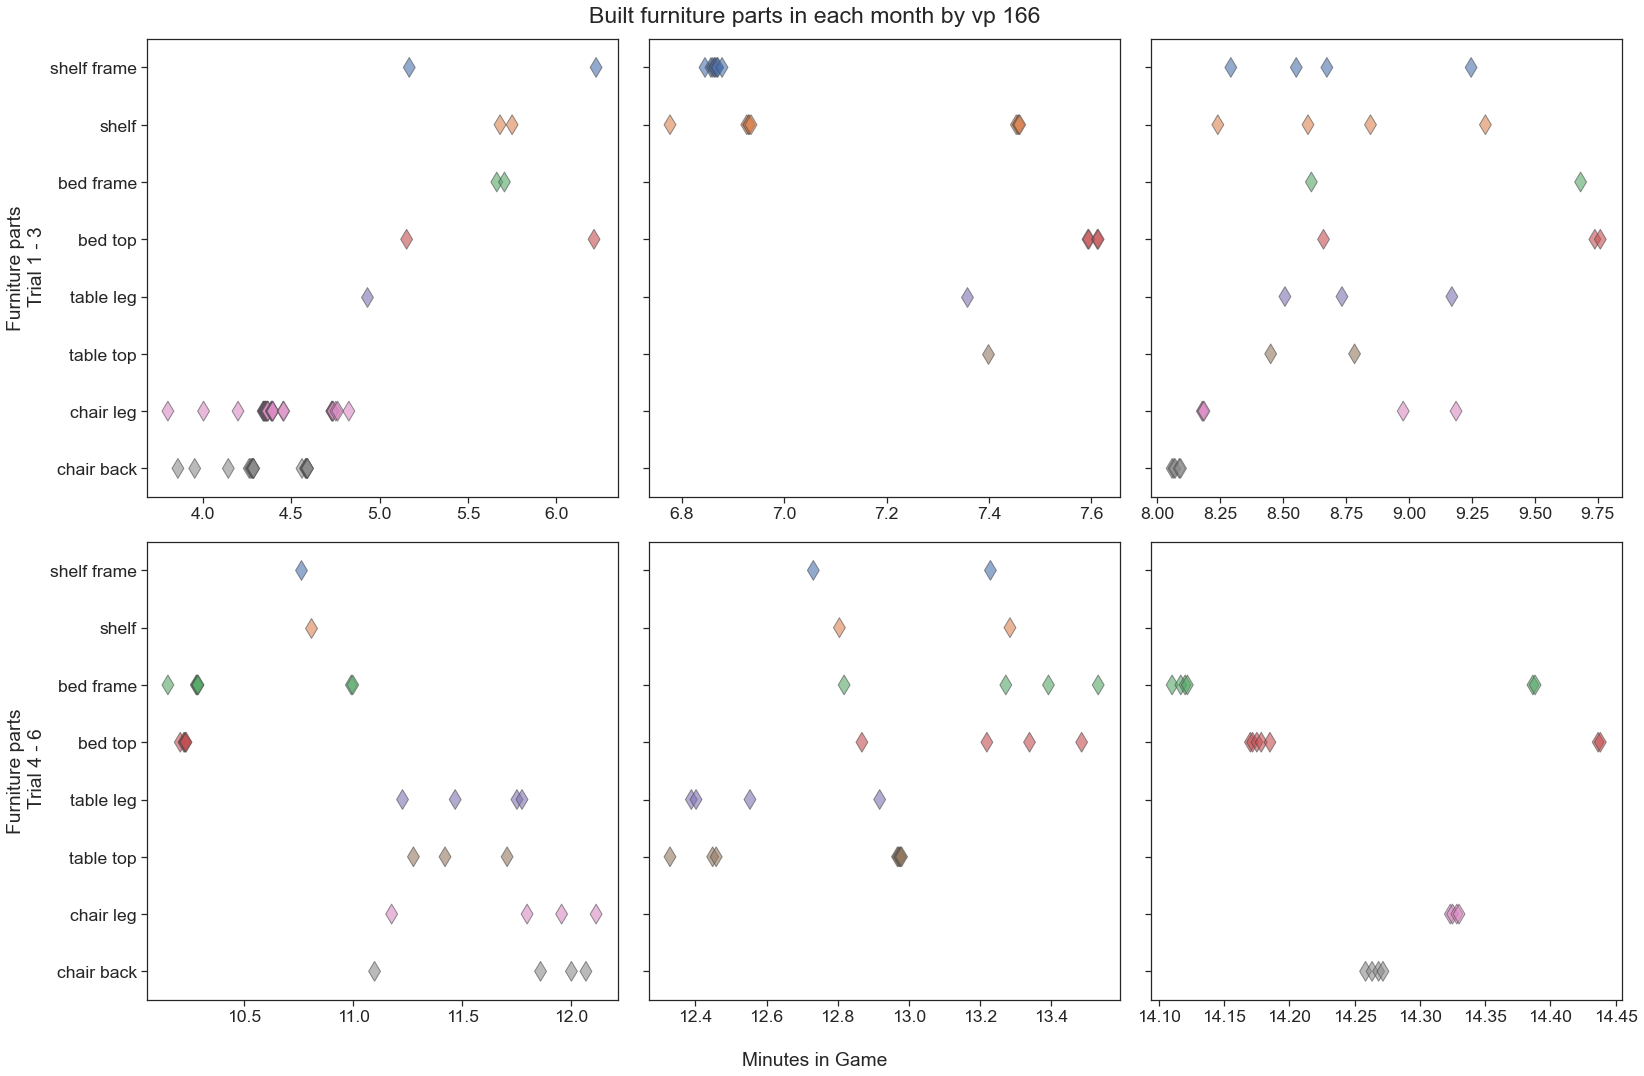 Built furniture parts in each month by vp 166
Furniture parts
Trial 1 - 3
shelf frame
shelf
bed frame
bed top
table leg
table top
chair leg
chair back
4.0 4.5 5.0 5.5 6.0
6.8 7.0 7.2 7.4 7.6
8.00 8.25 8.50 8.75 9.00 9.25 9.50 9.75
Furniture parts
Trial 4 - 6
shelf frame
shelf
bed frame
bed top
table leg
table top
chair leg
chair back
10.5 11.0 11.5 12.0
12.4 12.6 12.8 13.0 13.2 13.4
14.10 14.15 14.20 14.25 14.30 14.35 14.40 14.45
Minutes in Game